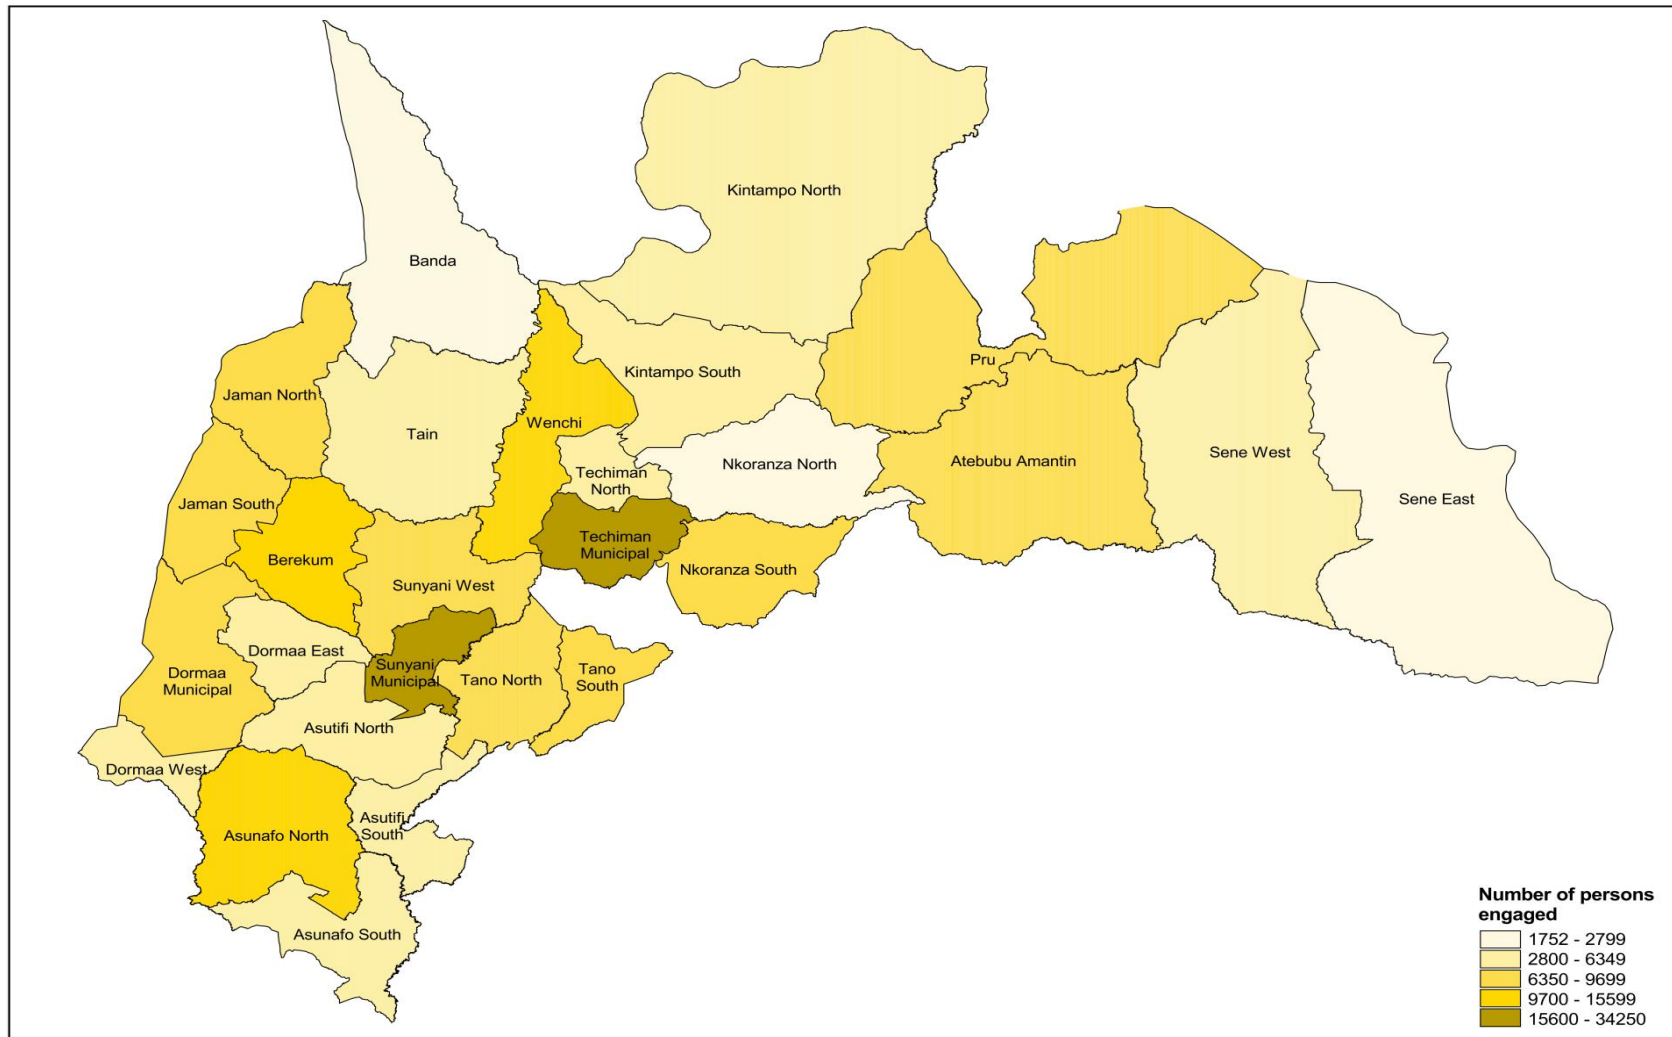 Kintampo North
Banda
Pru
Kintampo South
Jaman North
Wenchi
Tain
Nkoranza North
Atebubu Amantin
Sene West
Techiman
North
Sene East
Jaman South
Techiman
Municipal
Berekum
Nkoranza South
Sunyani West
Dormaa East
Sunyani
Municipal
Tano North
Tano
South
Dormaa
Municipal
Asutifi North
Dormaa West
Asutifi
South
Asunafo North
Asunafo South
Number of persons
engaged
1752 - 2799
2800 - 6349
6350 - 9699
9700 - 15599
15600 - 34250